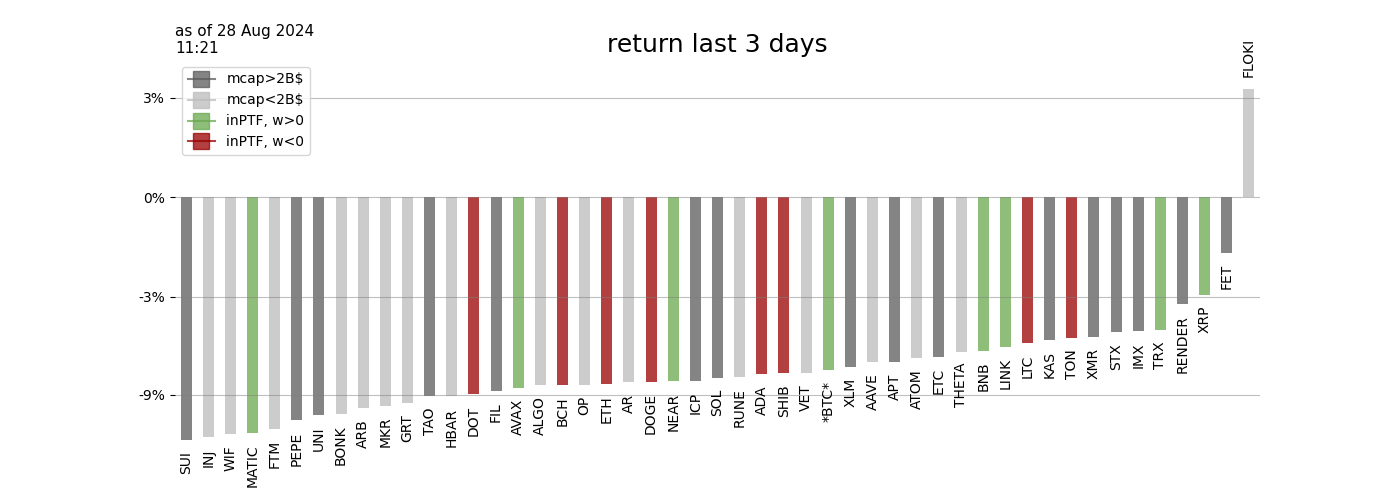 as of 28 Aug 2024
11:21
return last 3 days
mcap>2B$
mcap<2B$
inPTF, w>0
inPTF, w<0
3%
0%
-3%
-9%
SUI
INJ
WIF
MATIC
FTM
PEPE
UNI
BONK
ARB
MKR
GRT
TAO
HBAR
DOT
FIL
AVAX
ALGO
BCH
OP
ETH
AR
DOGE
NEAR
ICP
SOL
RUNE
ADA
SHIB
VET
*BTC*
XLM
AAVE
APT
ATOM
ETC
THETA
BNB
LINK
LTC
KAS
TON
XMR
STX
IMX
TRX
RENDER
XRP
FET
FLOKI